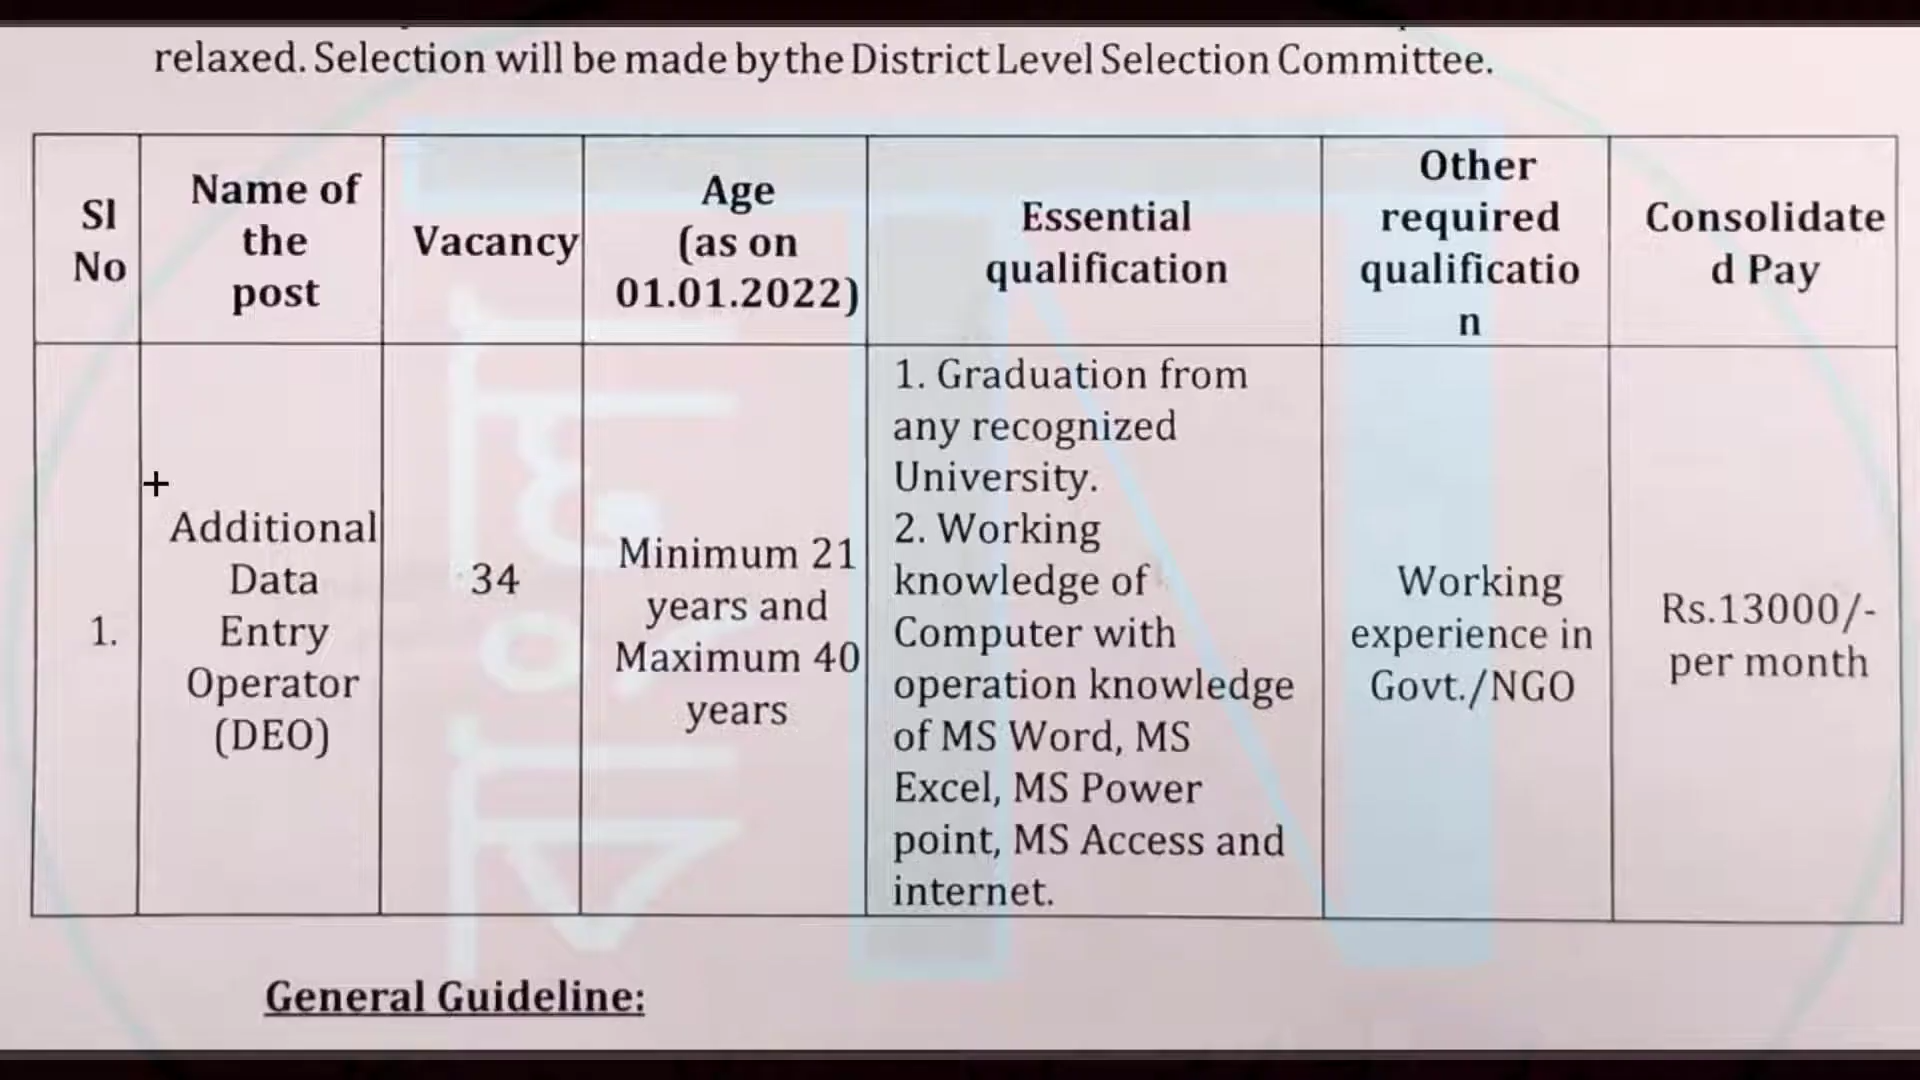 relaxed. Selection will be made by the District Level Selection Committee.
Sl
No
Name of
the
post
Vacancy
Age
(as on
01.01.2022)
Essential
qualification
Other
required
qualificatio
n
Consolidate
d Pay
1.
Additional
Data
Entry
Operator
(DEO)
34
Minimum 21
years and
Maximum 40
years
1. Graduation from
any recognized
University.
2. Working
knowledge of
Computer with
operation knowledge
of MS Word, MS
Excel, MS Power
point, MS Access and
internet.
Working
experience in
Govt./NGO
Rs.13000/-
per month
General Guideline:
বাংলা
N